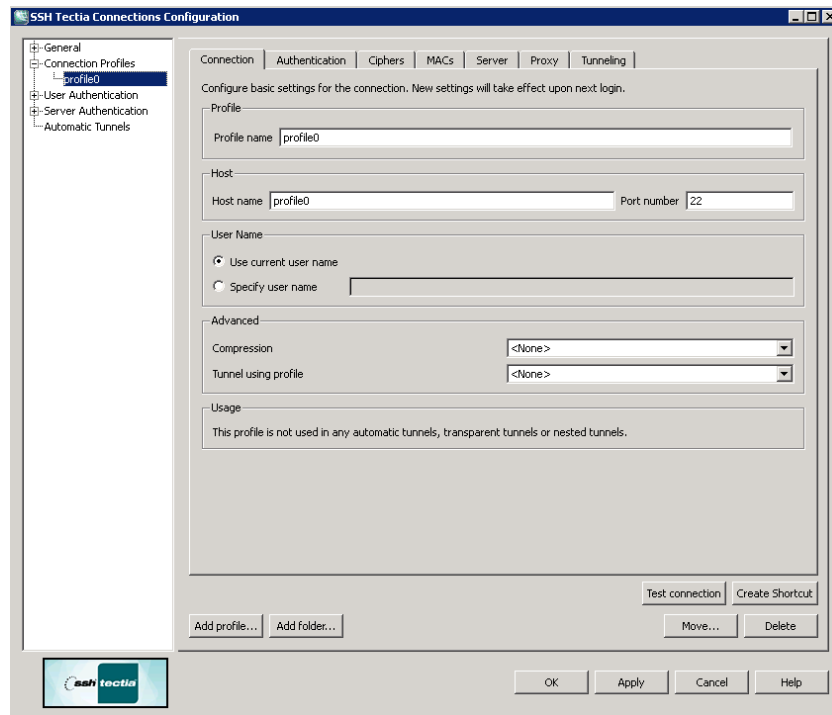 SSH Tectia Connections Configuration
General
Connection Profiles
profile0
User Authentication
Server Authentication
Automatic Tunnels
Connection Authentication Ciphers MACs Server Proxy Tunneling
Configure basic settings for the connection. New settings will take effect upon next login.
Profile
Profile name profile0
Host
Host name profile0 Port number 22
User Name
Use current user name
Specify user name
Advanced
Compression <None>
Tunnel using profile <None>
Usage
This profile is not used in any automatic tunnels, transparent tunnels or nested tunnels.
Test connection Create Shortcut
Add profile... Add folder... Move... Delete
ssh tectia
OK Apply Cancel Help